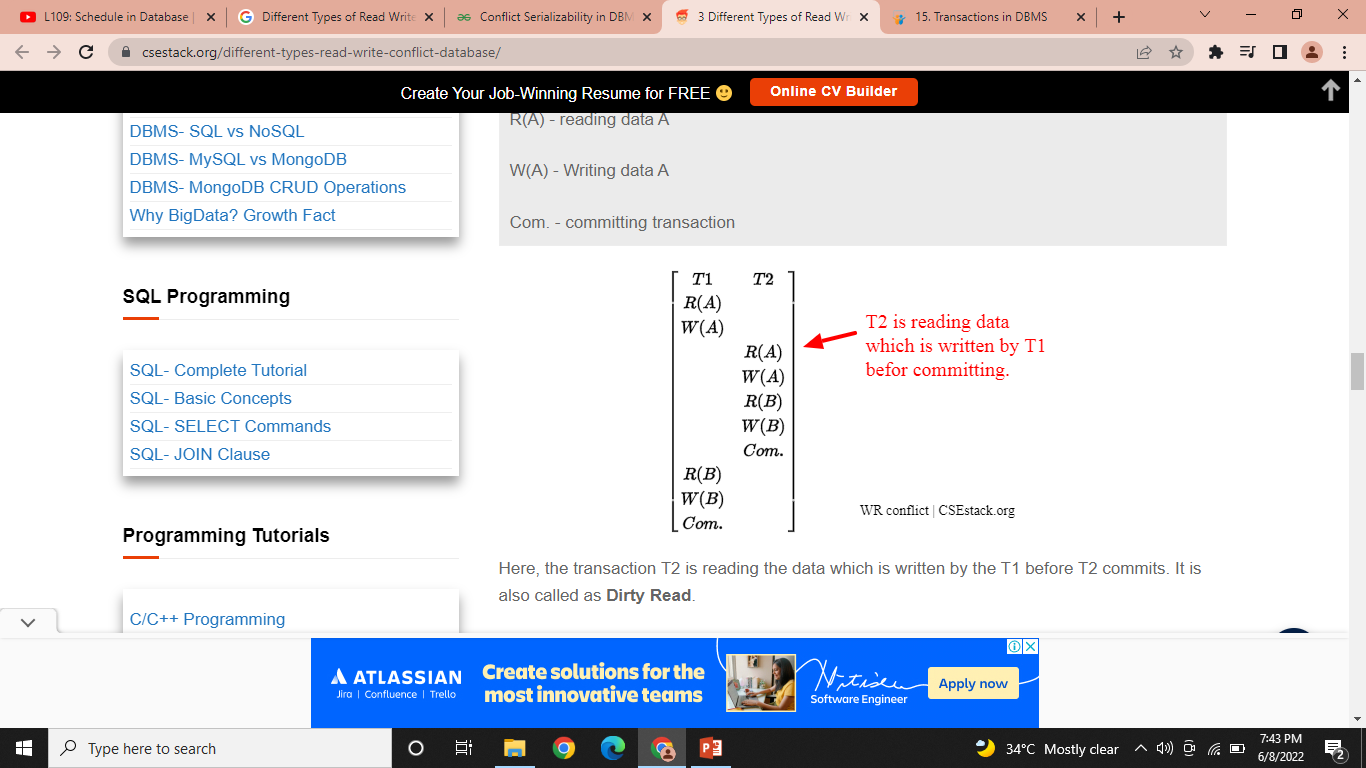 L109: Schedule in Database |
Different Types of Read Write
Conflict Serializability in DBM
3 Different Types of Read Wr
15. Transactions in DBMS
csestack.org/different-types-read-write-conflict-database/
Create Your Job-Winning Resume for FREE 🙂
Online CV Builder
DBMS- SQL vs NoSQL
DBMS- MySQL vs MongoDB
DBMS- MongoDB CRUD Operations
Why BigData? Growth Fact
SQL Programming
SQL- Complete Tutorial
SQL- Basic Concepts
SQL- SELECT Commands
SQL- JOIN Clause
Programming Tutorials
C/C++ Programming
R(A) - reading data A
W(A) - Writing data A
Com. - committing transaction
T1 T2
R(A)
W(A)
R(A)
W(A)
R(B)
W(B)
Com.
R(B)
W(B)
Com.
T2 is reading data
which is written by T1
befor committing.
WR conflict | CSEstack.org
Here, the transaction T2 is reading the data which is written by the T1 before T2 commits. It is
also called as Dirty Read.
ATLASSIAN
Jira | Confluence | Trello
Create solutions for the
most innovative teams
Software Engineer
Apply now
Type here to search
34°C Mostly clear
7:43 PM
6/8/2022
2